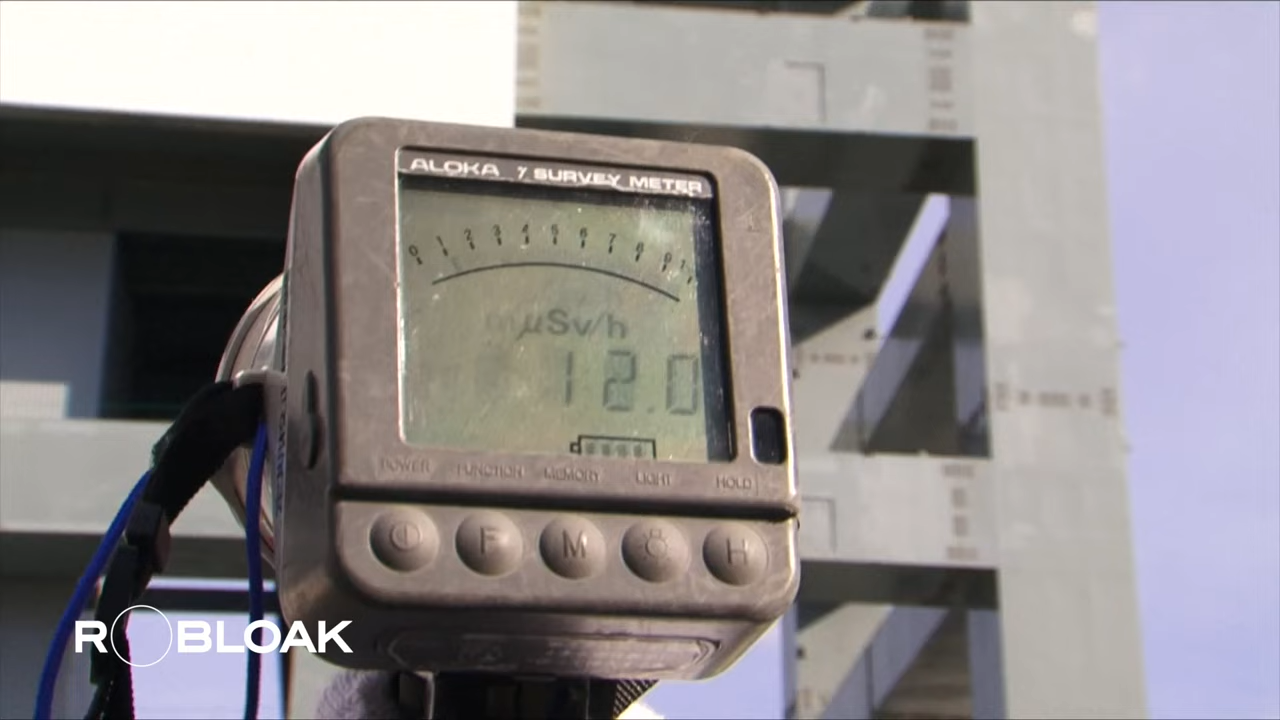 ALOKA γ SURVEY METER
0 1 2 3 4 5 6 7 8 9
mµSv/h
12.0
POWER FUNCTION MEMORY LIGHT HOLD
F M H
ROBLOAK